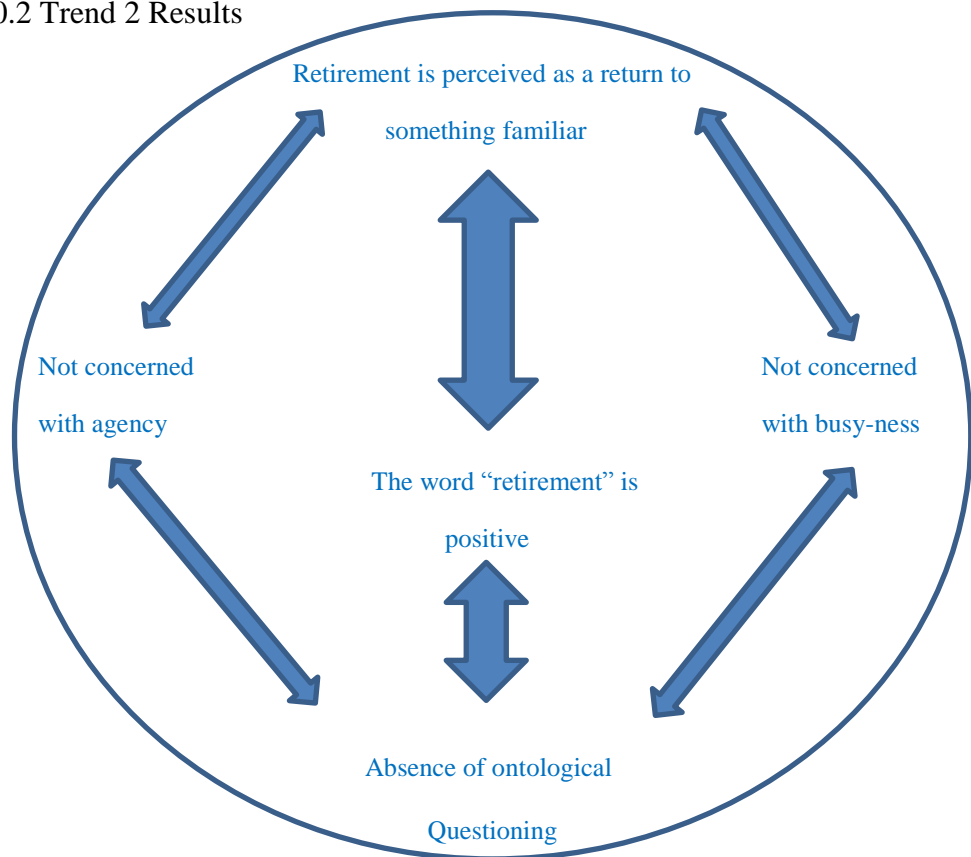 0.2 Trend 2 Results
Retirement is perceived as a return to
something familiar
Not concerned
with agency
Not concerned
with busy-ness
The word “retirement” is
positive
Absence of ontological
Questioning